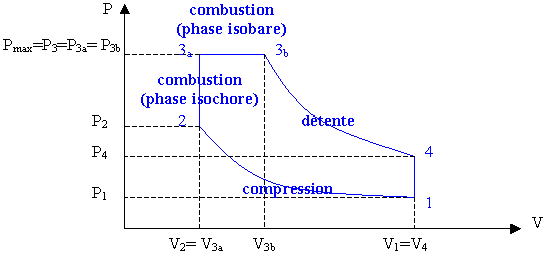 P
combustion
(phase isobare)
Pmax=P3=P3a= P3b
3a
3b
combustion
(phase isochore)
P2
2
détente
P4
4
compression
P1
1
V
V2= V3a
V3b
V1=V4